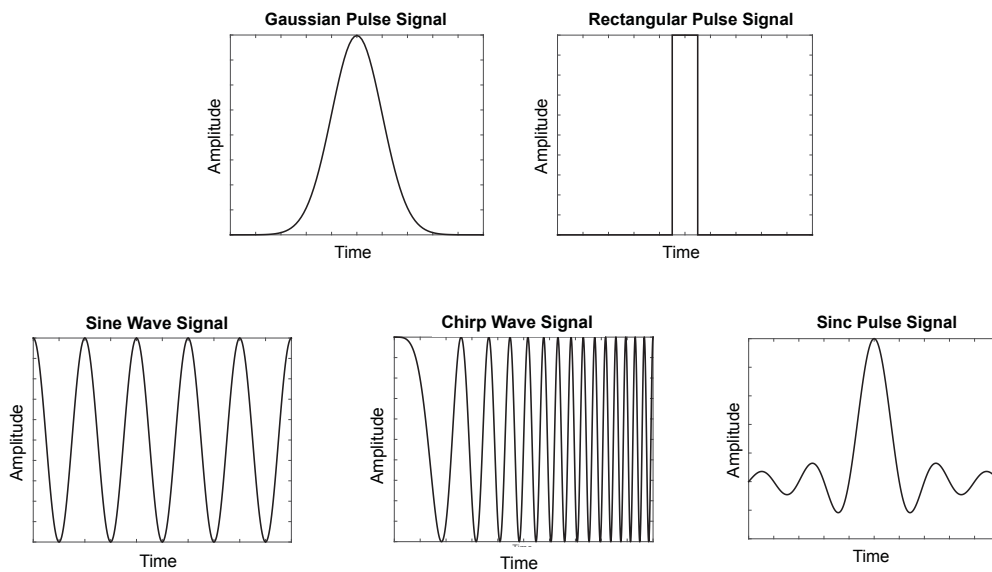 Gaussian Pulse Signal
Amplitude
Time
Rectangular Pulse Signal
Amplitude
Time
Sine Wave Signal
Amplitude
Time
Chirp Wave Signal
Amplitude
Time
Sinc Pulse Signal
Amplitude
Time